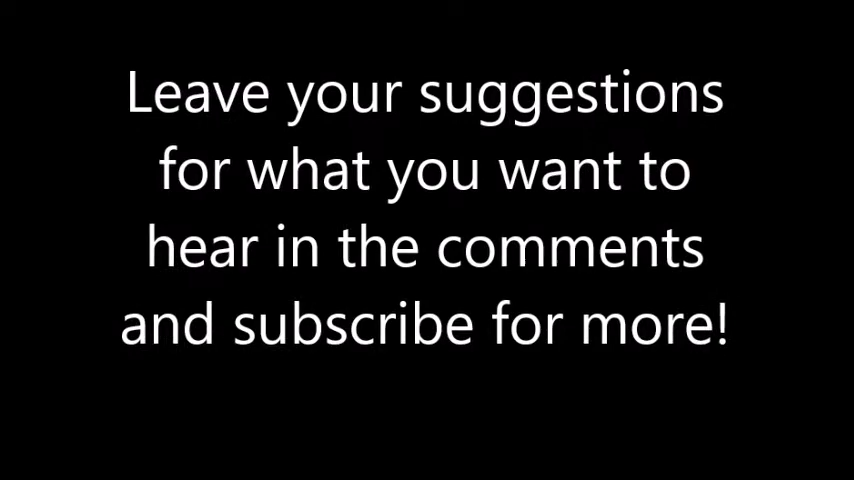 Leave your suggestions
for what you want to
hear in the comments
and subscribe for more!